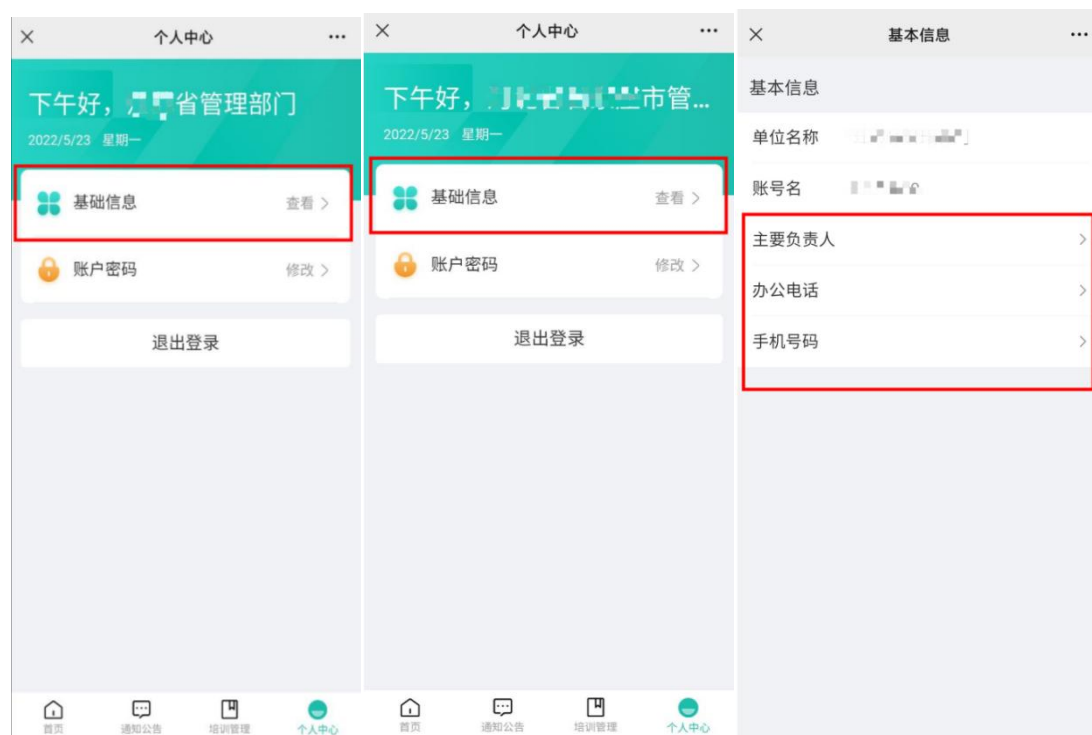 个人中心
下午好，省管理部门
2022/5/23 星期一
基础信息 查看
账户密码 修改
退出登录
首页 通知公告 培训管理 个人中心
个人中心
下午好，市管...
2022/5/23 星期一
基础信息 查看
账户密码 修改
退出登录
首页 通知公告 培训管理 个人中心
基本信息
基本信息
单位名称
账号名
主要负责人
办公电话
手机号码